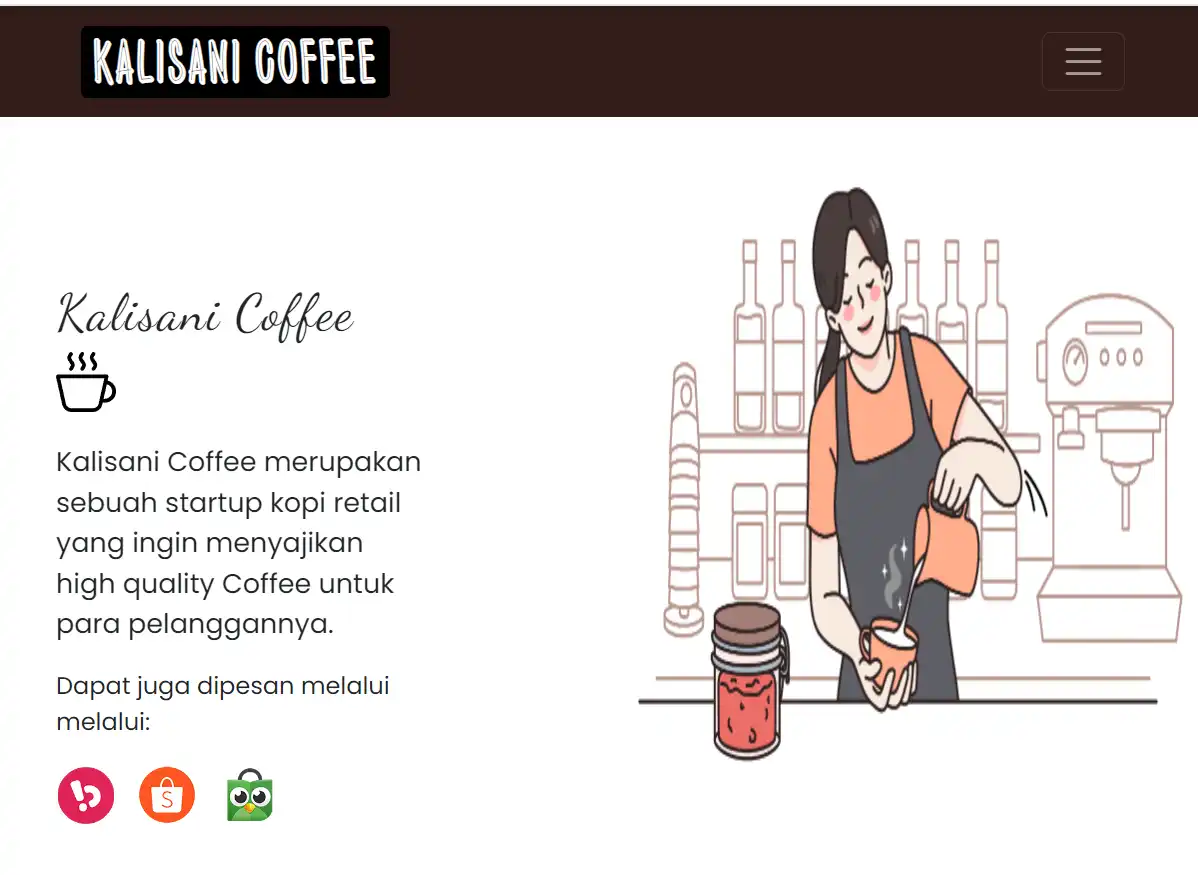 KALISANI COFFEE
Kalisani Coffee
Kalisani Coffee merupakan
sebuah startup kopi retail
yang ingin menyajikan
high quality Coffee untuk
para pelanggannya.
Dapat juga dipesan melalui
melalui:
S